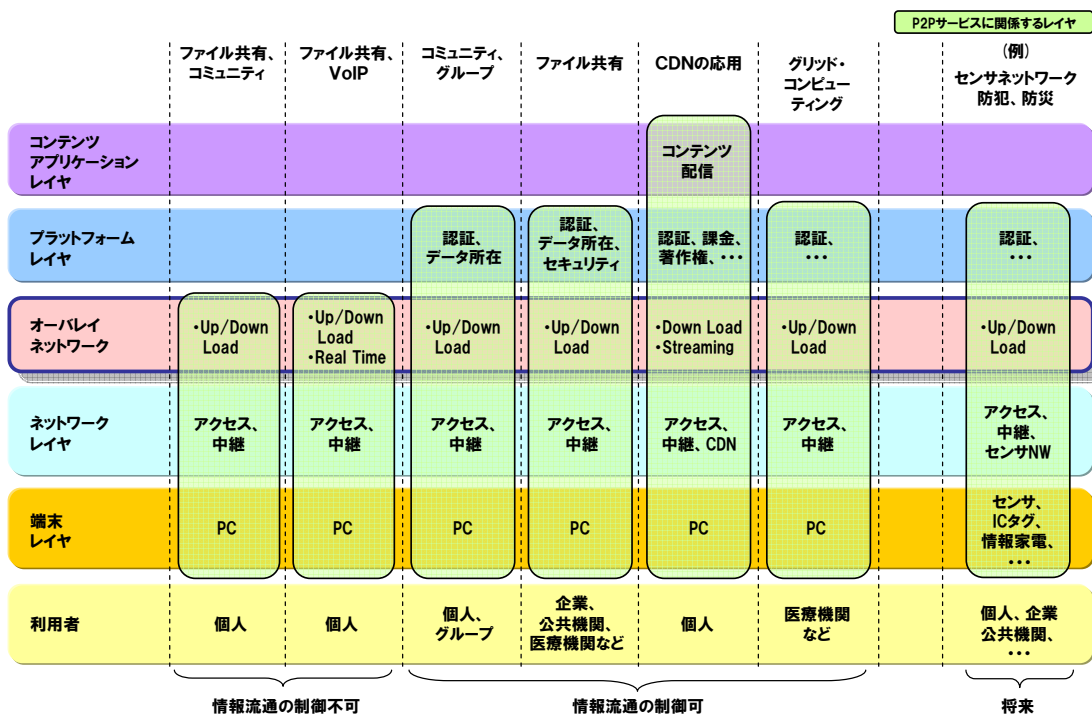 P2Pサービスに関係するレイヤ
ファイル共有、
コミュニティ
ファイル共有、
VoIP
コミュニティ、
グループ
ファイル共有
CDNの応用
グリッド・
コンピュー
ティング
(例)
センサネットワーク
防犯、防災
コンテンツ
アプリケーション
レイヤ
コンテンツ
配信
プラットフォーム
レイヤ
認証、
データ所在
認証、
データ所在、
セキュリティ
認証、課金、
著作権、・・・
認証、
・・・
認証、
・・・
オーバレイ
ネットワーク
・Up/Down
Load
・Up/Down
Load
・Real Time
・Up/Down
Load
・Up/Down
Load
・Down Load
・Streaming
・Up/Down
Load
・Up/Down
Load
ネットワーク
レイヤ
アクセス、
中継
アクセス、
中継
アクセス、
中継
アクセス、
中継
アクセス、
中継、CDN
アクセス、
中継
アクセス、
中継、
センサNW
端末
レイヤ
PC
PC
PC
PC
PC
PC
センサ、
ICタグ、
情報家電、
・・・
利用者
個人
個人
個人、
グループ
企業、
公共機関、
医療機関など
個人
医療機関
など
個人、企業
公共機関、
・・・
情報流通の制御不可
情報流通の制御可
将来